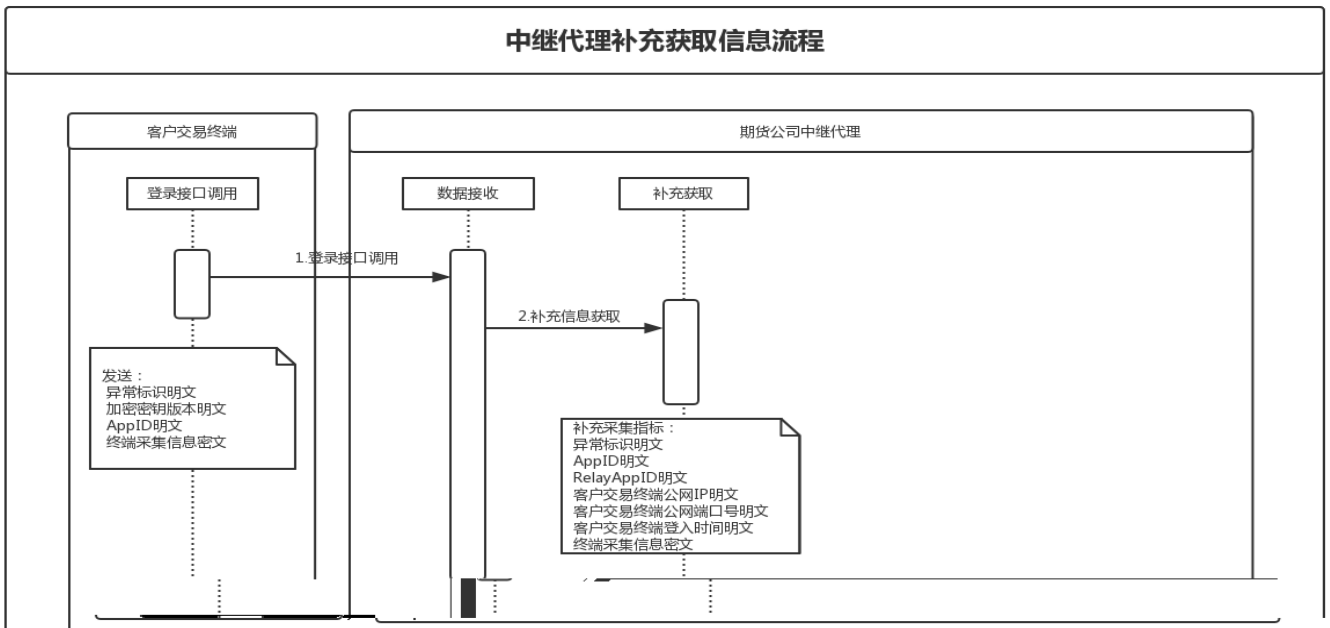 中继代理补充获取信息流程
客户交易终端
期货公司中继代理
登录接口调用
数据接收
补充获取
1.登录接口调用
2.补充信息获取
发送：
异常标识明文
加密密钥版本明文
AppID明文
终端采集信息密文
补充采集指标：
异常标识明文
AppID明文
RelayAppID明文
客户交易终端公网IP明文
客户交易终端公网端口号明文
客户交易终端登入时间明文
终端采集信息密文